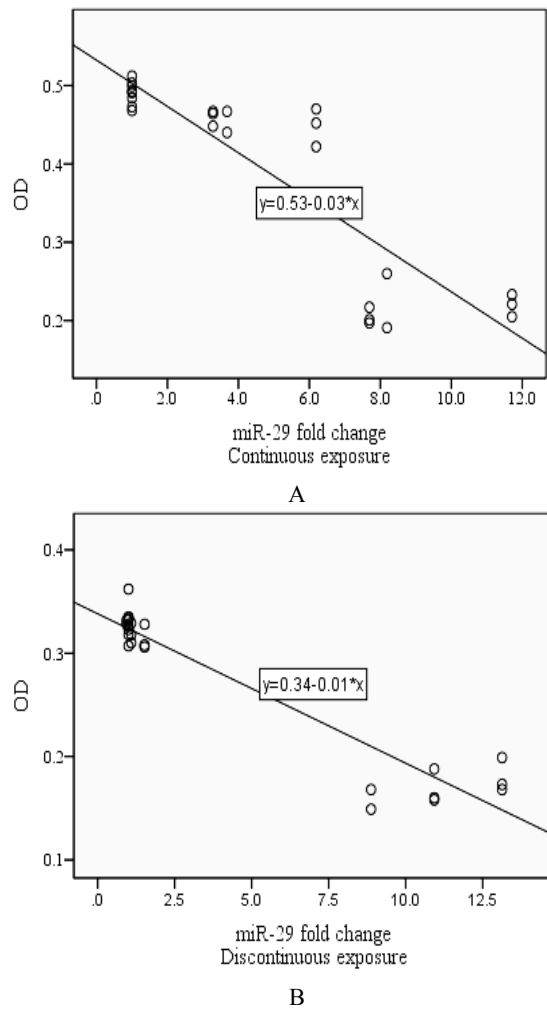 0.5
0.4
0.3
0.2
OD
y=0.53-0.03*x
.0 2.0 4.0 6.0 8.0 10.0 12.0
miR-29 fold change
Continuous exposure
A
0.4
0.3
0.2
0.1
OD
y=0.34-0.01*x
.0 2.5 5.0 7.5 10.0 12.5
miR-29 fold change
Discontinuous exposure
B